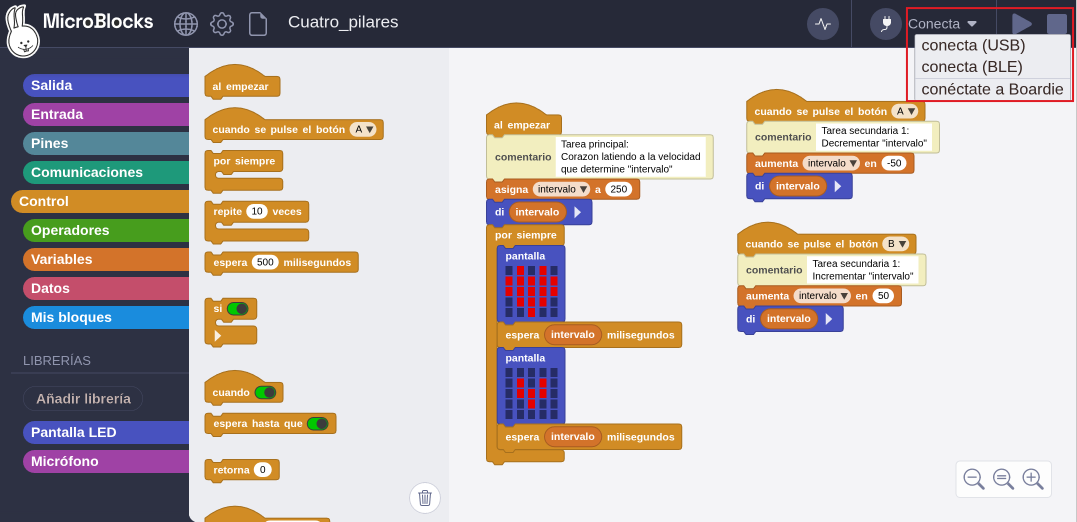 MicroBlocks
Cuatro_pilares
Conecta
conecta (USB)
conecta (BLE)
conéctate a Boardie
Salida
Entrada
Pines
Comunicaciones
Control
Operadores
Variables
Datos
Mis bloques
LIBRERÍAS
Añadir librería
Pantalla LED
Micrófono
al empezar
cuando se pulse el botón A
por siempre
repite 10 veces
espera 500 milisegundos
si
cuando
espera hasta que
retorna 0
al empezar
comentario
Tarea principal:
Corazon latiendo a la velocidad
que determine "intervalo"
asigna intervalo a 250
di intervalo
por siempre
pantalla
espera intervalo milisegundos
pantalla
espera intervalo milisegundos
cuando se pulse el botón A
comentario
Tarea secundaria 1:
Decrementar "intervalo"
aumenta intervalo en -50
di intervalo
cuando se pulse el botón B
comentario
Tarea secundaria 1:
Incrementar "intervalo"
aumenta intervalo en 50
di intervalo